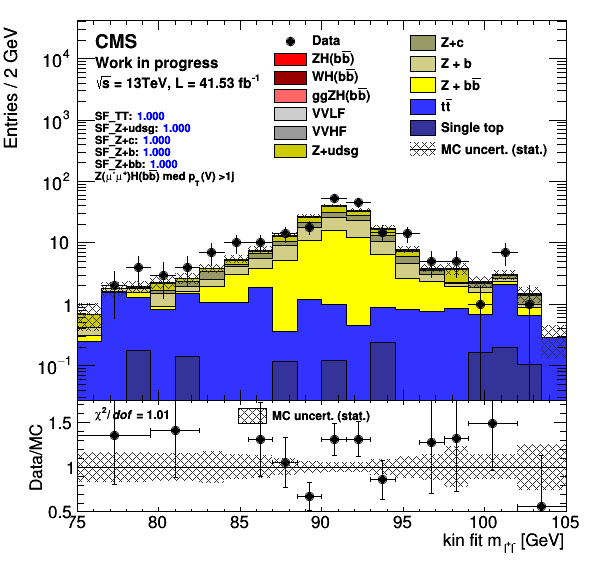 CMS
Work in progress
√s = 13TeV, L = 41.53 fb⁻¹
SF_TT: 1.000
SF_Z+udsg: 1.000
SF_Z+c: 1.000
SF_Z+b: 1.000
SF_Z+bb: 1.000
Z(μ⁻μ⁺)H(bb̅) med p_T(V) >1j
Data
ZH(bb̅)
WH(bb̅)
ggZH(bb̅)
VVLF
VVHF
Z+udsg
Z+c
Z + b
Z + bb̅
tt̅
Single top
MC uncert. (stat.)
Entries / 2 GeV
10⁴
10³
10²
10
1
10⁻¹
χ²/dof = 1.01
MC uncert. (stat.)
Data/MC
1.5
1
0.5
75 80 85 90 95 100 105
kin fit m_l⁺l⁻ [GeV]